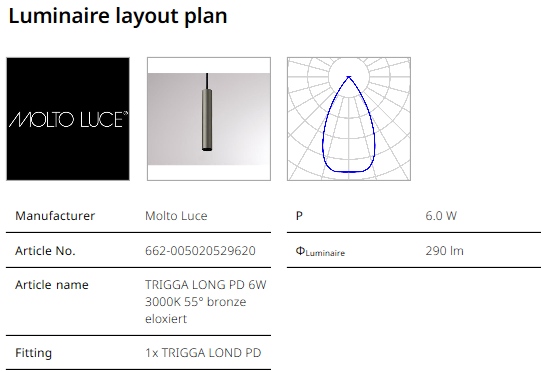 Luminaire layout plan
MOLTO LUCE®
Manufacturer Molto Luce
P 6.0 W
Article No. 662-005020529620
ΦLuminaire 290 lm
Article name TRIGGA LONG PD 6W
3000K 55° bronze
eloxiert
Fitting 1x TRIGGA LOND PD